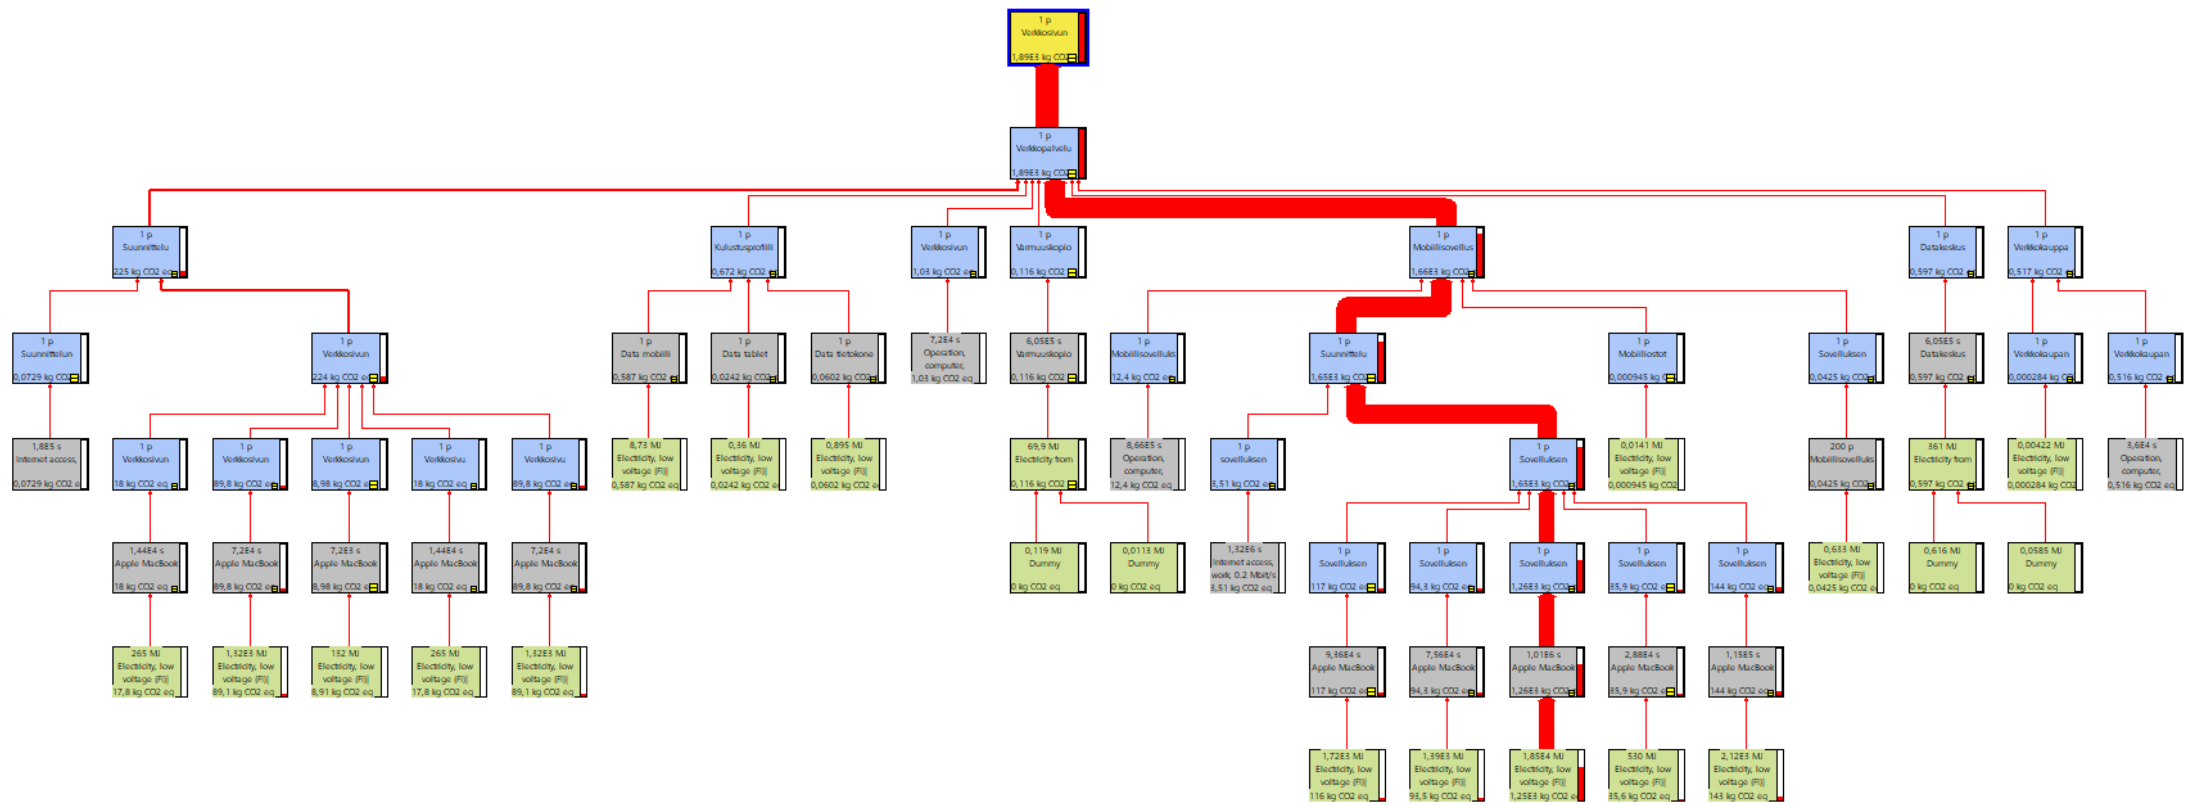 1 p
Verkkosivun
1,89E3 kg CO2
1 p
Verkkopalvelu
1,89E3 kg CO2
1 p
Suunnittelu
225 kg CO2 eq
1 p
Kulustusprofiili
0,672 kg CO2
1 p
Verkkosivun
1,03 kg CO2 eq
1 p
Varmuuskopio
0,116 kg CO2
1 p
Mobiilisovellus
1,66E3 kg CO2
1 p
Datakeskus
0,597 kg CO2
1 p
Verkkokauppa
0,517 kg CO2
1 p
Suunnittelun
0,0729 kg CO2
1 p
Verkkosivun
224 kg CO2 eq
1 p
Data mobiili
0,587 kg CO2
1 p
Data tablet
0,0242 kg CO2
1 p
Data tietokone
0,0602 kg CO2
7,2E4 s
Operation,
computer,
1,03 kg CO2 eq
6,05E5 s
Varmuuskopio
0,116 kg CO2
1 p
Mobiilisovelluks
12,4 kg CO2 eq
1 p
Suunnittelu
1,65E3 kg CO2
1 p
Mobiiliostot
0,000945 kg
1 p
Sovelluksen
0,0425 kg CO2
6,05E5 s
Datakeskus
0,597 kg CO2
1 p
Verkkokaupan
0,000284 kg
1 p
Verkkokaupan
0,516 kg CO2
1,8E5 s
Internet access,
0,0729 kg CO2 e
1 p
Verkkosivun
18 kg CO2 eq
1 p
Verkkosivun
89,8 kg CO2 eq
1 p
Verkkosivun
8,98 kg CO2
1 p
Verkkosivu
18 kg CO2 eq
1 p
Verkkosivu
89,8 kg CO2 eq
8,73 MJ
Electricity, low
voltage {FI}|
0,587 kg CO2 eq
0,36 MJ
Electricity, low
voltage {FI}|
0,0242 kg CO2 e
0,895 MJ
Electricity, low
voltage {FI}|
0,0602 kg CO2 e
69,9 MJ
Electricity from
0,116 kg CO2
8,66E5 s
Operation,
computer,
12,4 kg CO2 eq
1 p
sovelluksen
3,51 kg CO2 eq
1 p
Sovelluksen
1,65E3 kg CO2
0,0141 MJ
Electricity, low
voltage {FI}|
0,000945 kg CO2
200 p
Mobiilisovelluks
0,0425 kg CO2
361 MJ
Electricity from
0,597 kg CO2
0,00422 MJ
Electricity, low
voltage {FI}|
0,000284 kg CO2
3,6E4 s
Operation,
computer,
0,516 kg CO2 eq
1,44E4 s
Apple MacBook
18 kg CO2 eq
7,2E4 s
Apple MacBook
89,8 kg CO2 eq
7,2E3 s
Apple MacBook
8,98 kg CO2 eq
1,44E4 s
Apple MacBook
18 kg CO2 eq
7,2E4 s
Apple MacBook
89,8 kg CO2 eq
0,119 MJ
Dummy
0 kg CO2 eq
0,0113 MJ
Dummy
0 kg CO2 eq
1,32E6 s
Internet access,
work, 0.2 Mbit/s
3,51 kg CO2 eq
1 p
Sovelluksen
117 kg CO2 eq
1 p
Sovelluksen
94,3 kg CO2
1 p
Sovelluksen
1,26E3 kg CO2
1 p
Sovelluksen
35,9 kg CO2
1 p
Sovelluksen
144 kg CO2 eq
0,633 MJ
Electricity, low
voltage {FI}|
0,0425 kg CO2 e
0,616 MJ
Dummy
0 kg CO2 eq
0,0585 MJ
Dummy
0 kg CO2 eq
265 MJ
Electricity, low
voltage {FI}|
17,8 kg CO2 eq
1,32E3 MJ
Electricity, low
voltage {FI}|
89,1 kg CO2 eq
132 MJ
Electricity, low
voltage {FI}|
8,91 kg CO2 eq
265 MJ
Electricity, low
voltage {FI}|
17,8 kg CO2 eq
1,32E3 MJ
Electricity, low
voltage {FI}|
89,1 kg CO2 eq
9,36E4 s
Apple MacBook
117 kg CO2 eq
7,56E4 s
Apple MacBook
94,3 kg CO2 eq
1,01E6 s
Apple MacBook
1,26E3 kg CO2
2,88E4 s
Apple MacBook
35,9 kg CO2 eq
1,15E5 s
Apple MacBook
144 kg CO2 eq
1,72E3 MJ
Electricity, low
voltage {FI}|
116 kg CO2 eq
1,39E3 MJ
Electricity, low
voltage {FI}|
93,5 kg CO2 eq
1,85E4 MJ
Electricity, low
voltage {FI}|
1,25E3 kg CO2 e
530 MJ
Electricity, low
voltage {FI}|
35,6 kg CO2 eq
2,12E3 MJ
Electricity, low
voltage {FI}|
143 kg CO2 eq